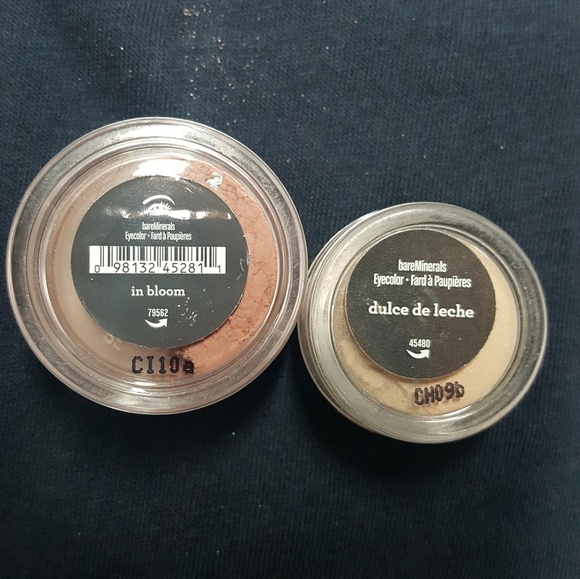 bareMinerals
Eyecolor • Fard à Paupières
0 98132 45281 1
in bloom
79562
CI10a
bareMinerals
Eyecolor • Fard à Paupières
dulce de leche
45480
CH09b